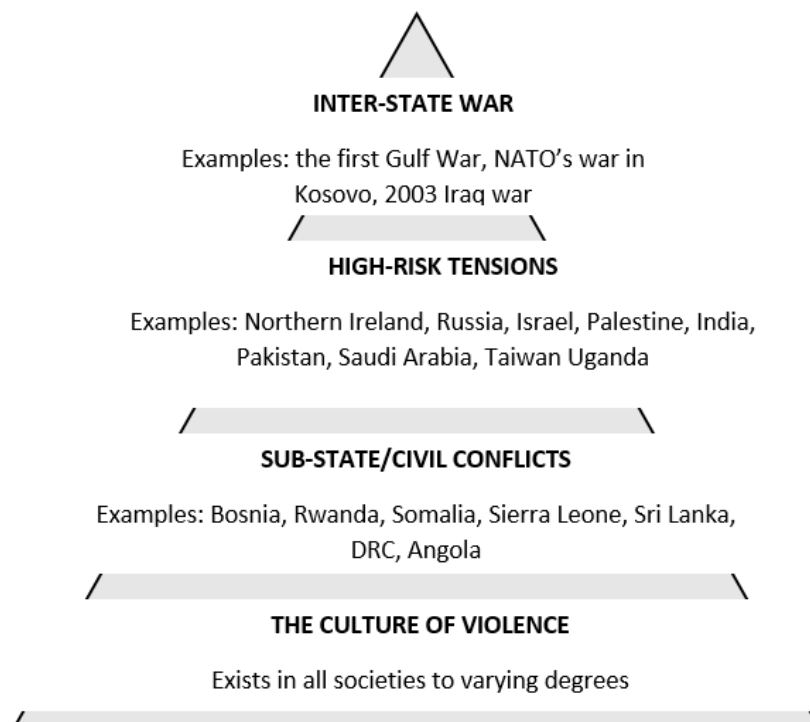 INTER-STATE WAR
Examples: the first Gulf War, NATO’s war in
Kosovo, 2003 Iraq war
HIGH-RISK TENSIONS
Examples: Northern Ireland, Russia, Israel, Palestine, India,
Pakistan, Saudi Arabia, Taiwan Uganda
SUB-STATE/CIVIL CONFLICTS
Examples: Bosnia, Rwanda, Somalia, Sierra Leone, Sri Lanka,
DRC, Angola
THE CULTURE OF VIOLENCE
Exists in all societies to varying degrees